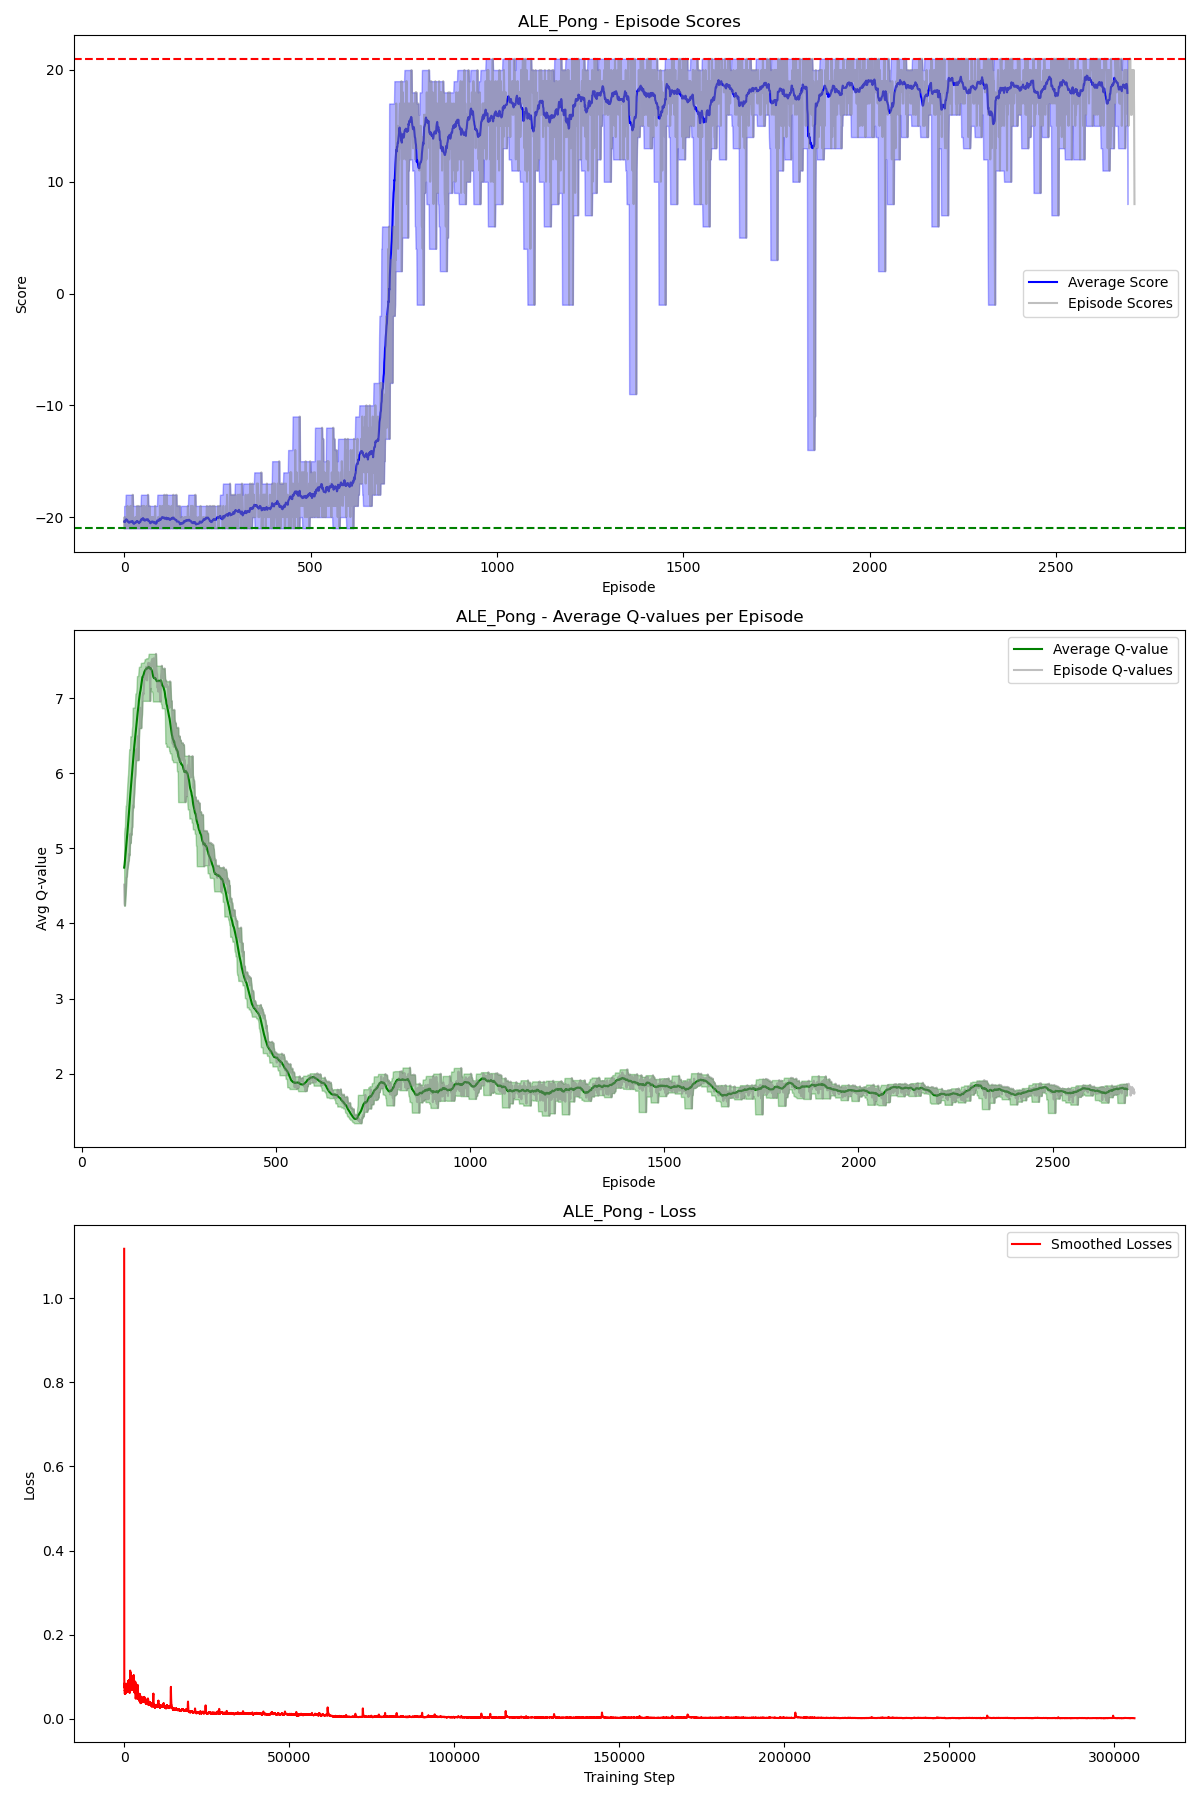 ALE_Pong - Episode Scores
Score
20
10
0
−10
−20
Average Score
Episode Scores
0 500 1000 1500 2000 2500
Episode
ALE_Pong - Average Q-values per Episode
Avg Q-value
7
6
5
4
3
2
Average Q-value
Episode Q-values
0 500 1000 1500 2000 2500
Episode
ALE_Pong - Loss
Loss
1.0
0.8
0.6
0.4
0.2
0.0
Smoothed Losses
0 50000 100000 150000 200000 250000 300000
Training Step